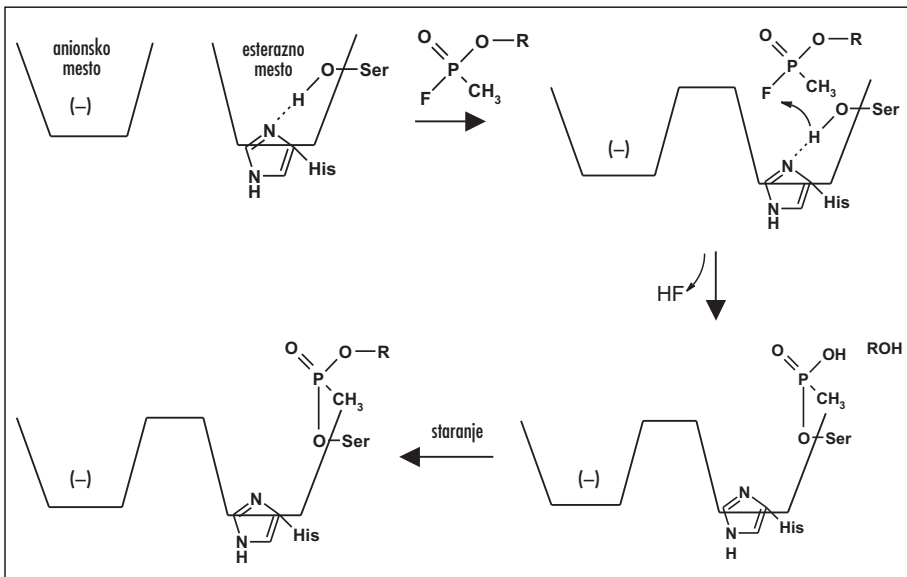 anionsko
mesto
(–)
esterazno
mesto
H
O
Ser
N
N
H
His
O
O
R
P
F
CH3
O
O
R
P
F
CH3
H
O
Ser
(–)
N
N
H
His
HF
O
O
R
P
CH3
O
Ser
(–)
N
N
H
His
staranje
O
OH
ROH
P
CH3
O
Ser
(–)
N
N
H
His